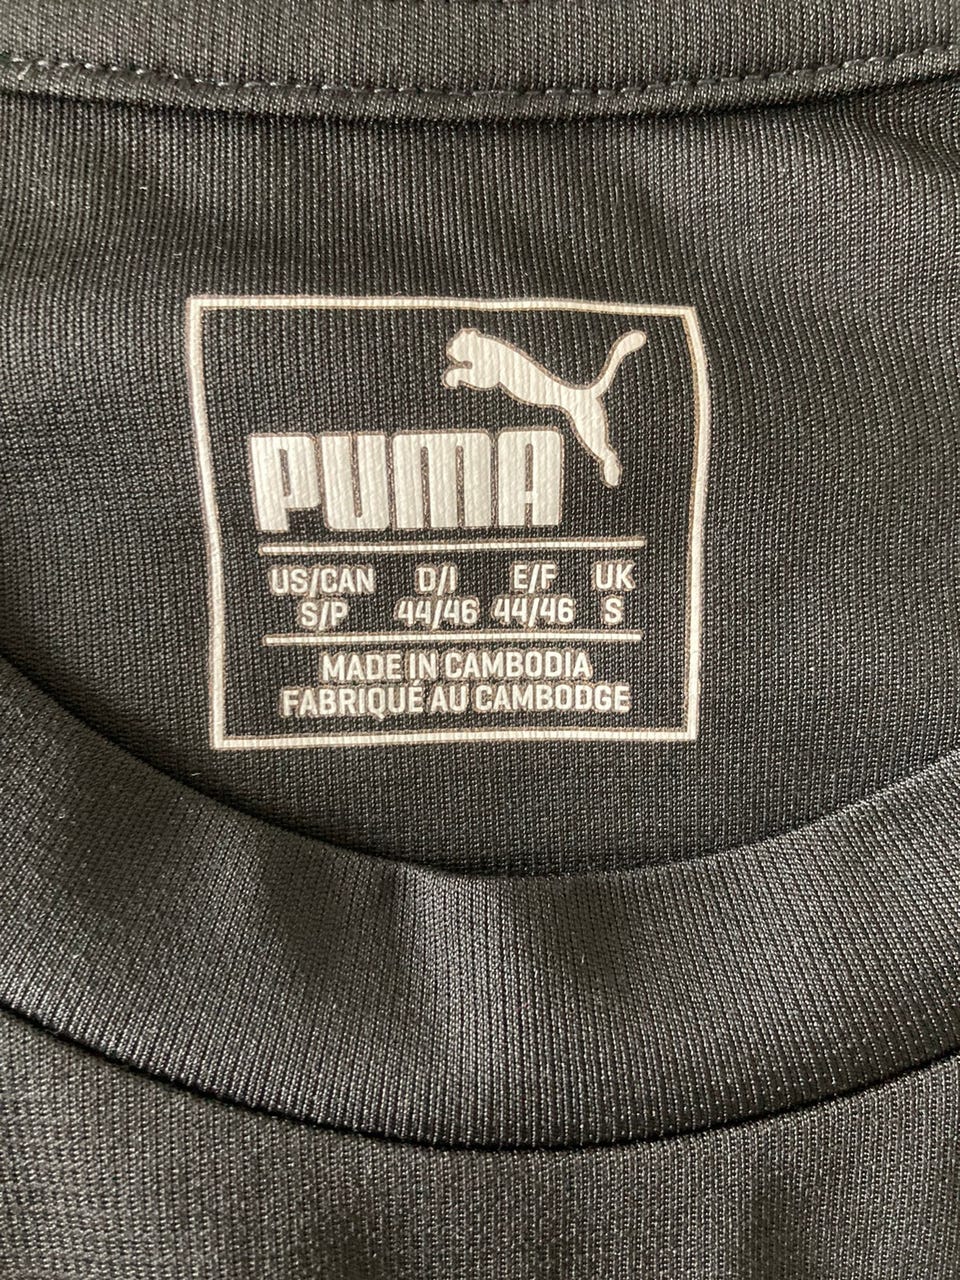 PUMA
US/CAN D/I E/F UK
S/P 44/46 44/46 S
MADE IN CAMBODIA
FABRIQUÉ AU CAMBODGE